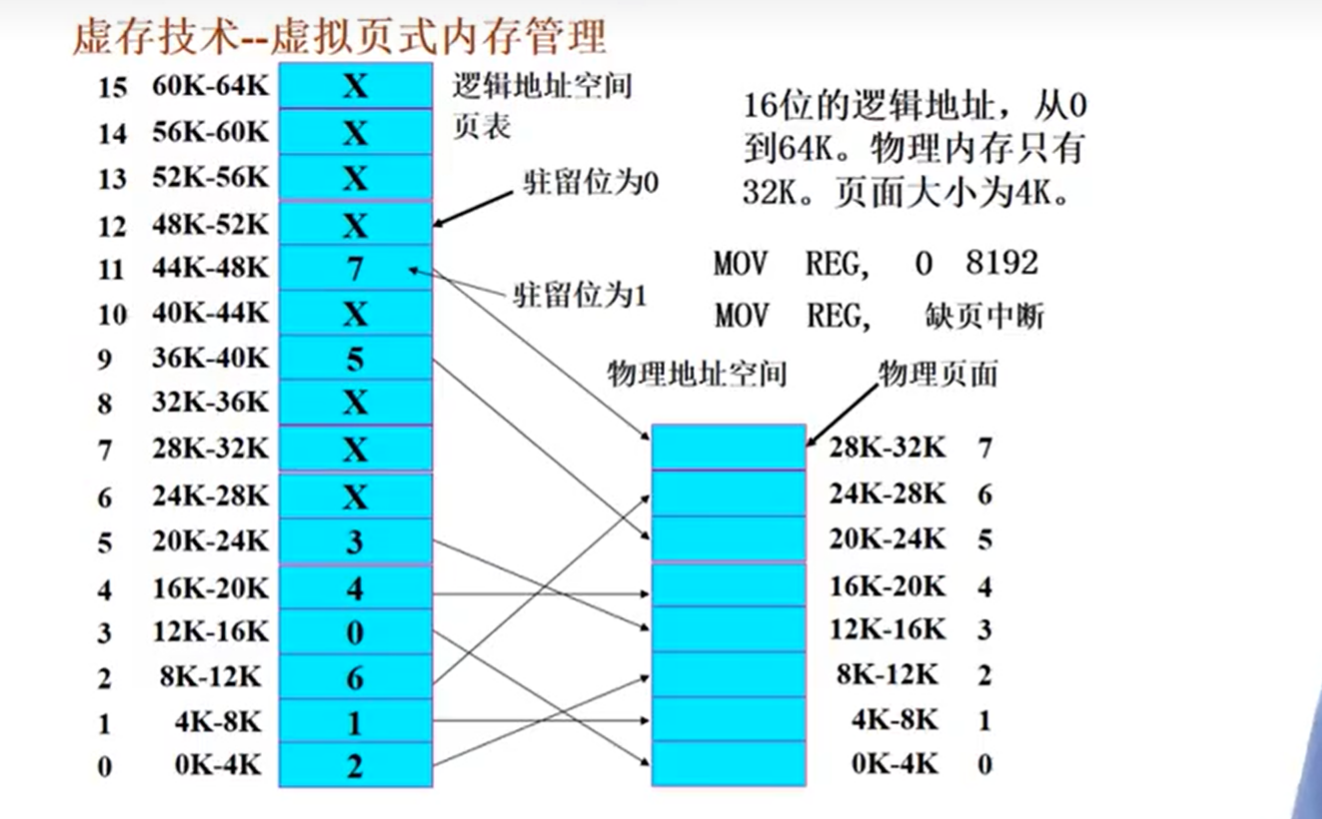 虚存技术--虚拟页式内存管理
15 60K-64K X
14 56K-60K X
13 52K-56K X
12 48K-52K X
11 44K-48K 7
10 40K-44K X
9 36K-40K 5
8 32K-36K X
7 28K-32K X
6 24K-28K X
5 20K-24K 3
4 16K-20K 4
3 12K-16K 0
2 8K-12K 6
1 4K-8K 1
0 0K-4K 2
逻辑地址空间
页表
驻留位为0
驻留位为1
16位的逻辑地址，从0
到64K。物理内存只有
32K。页面大小为4K。
MOV REG, 0 8192
MOV REG, 缺页中断
物理地址空间
物理页面
28K-32K 7
24K-28K 6
20K-24K 5
16K-20K 4
12K-16K 3
8K-12K 2
4K-8K 1
0K-4K 0